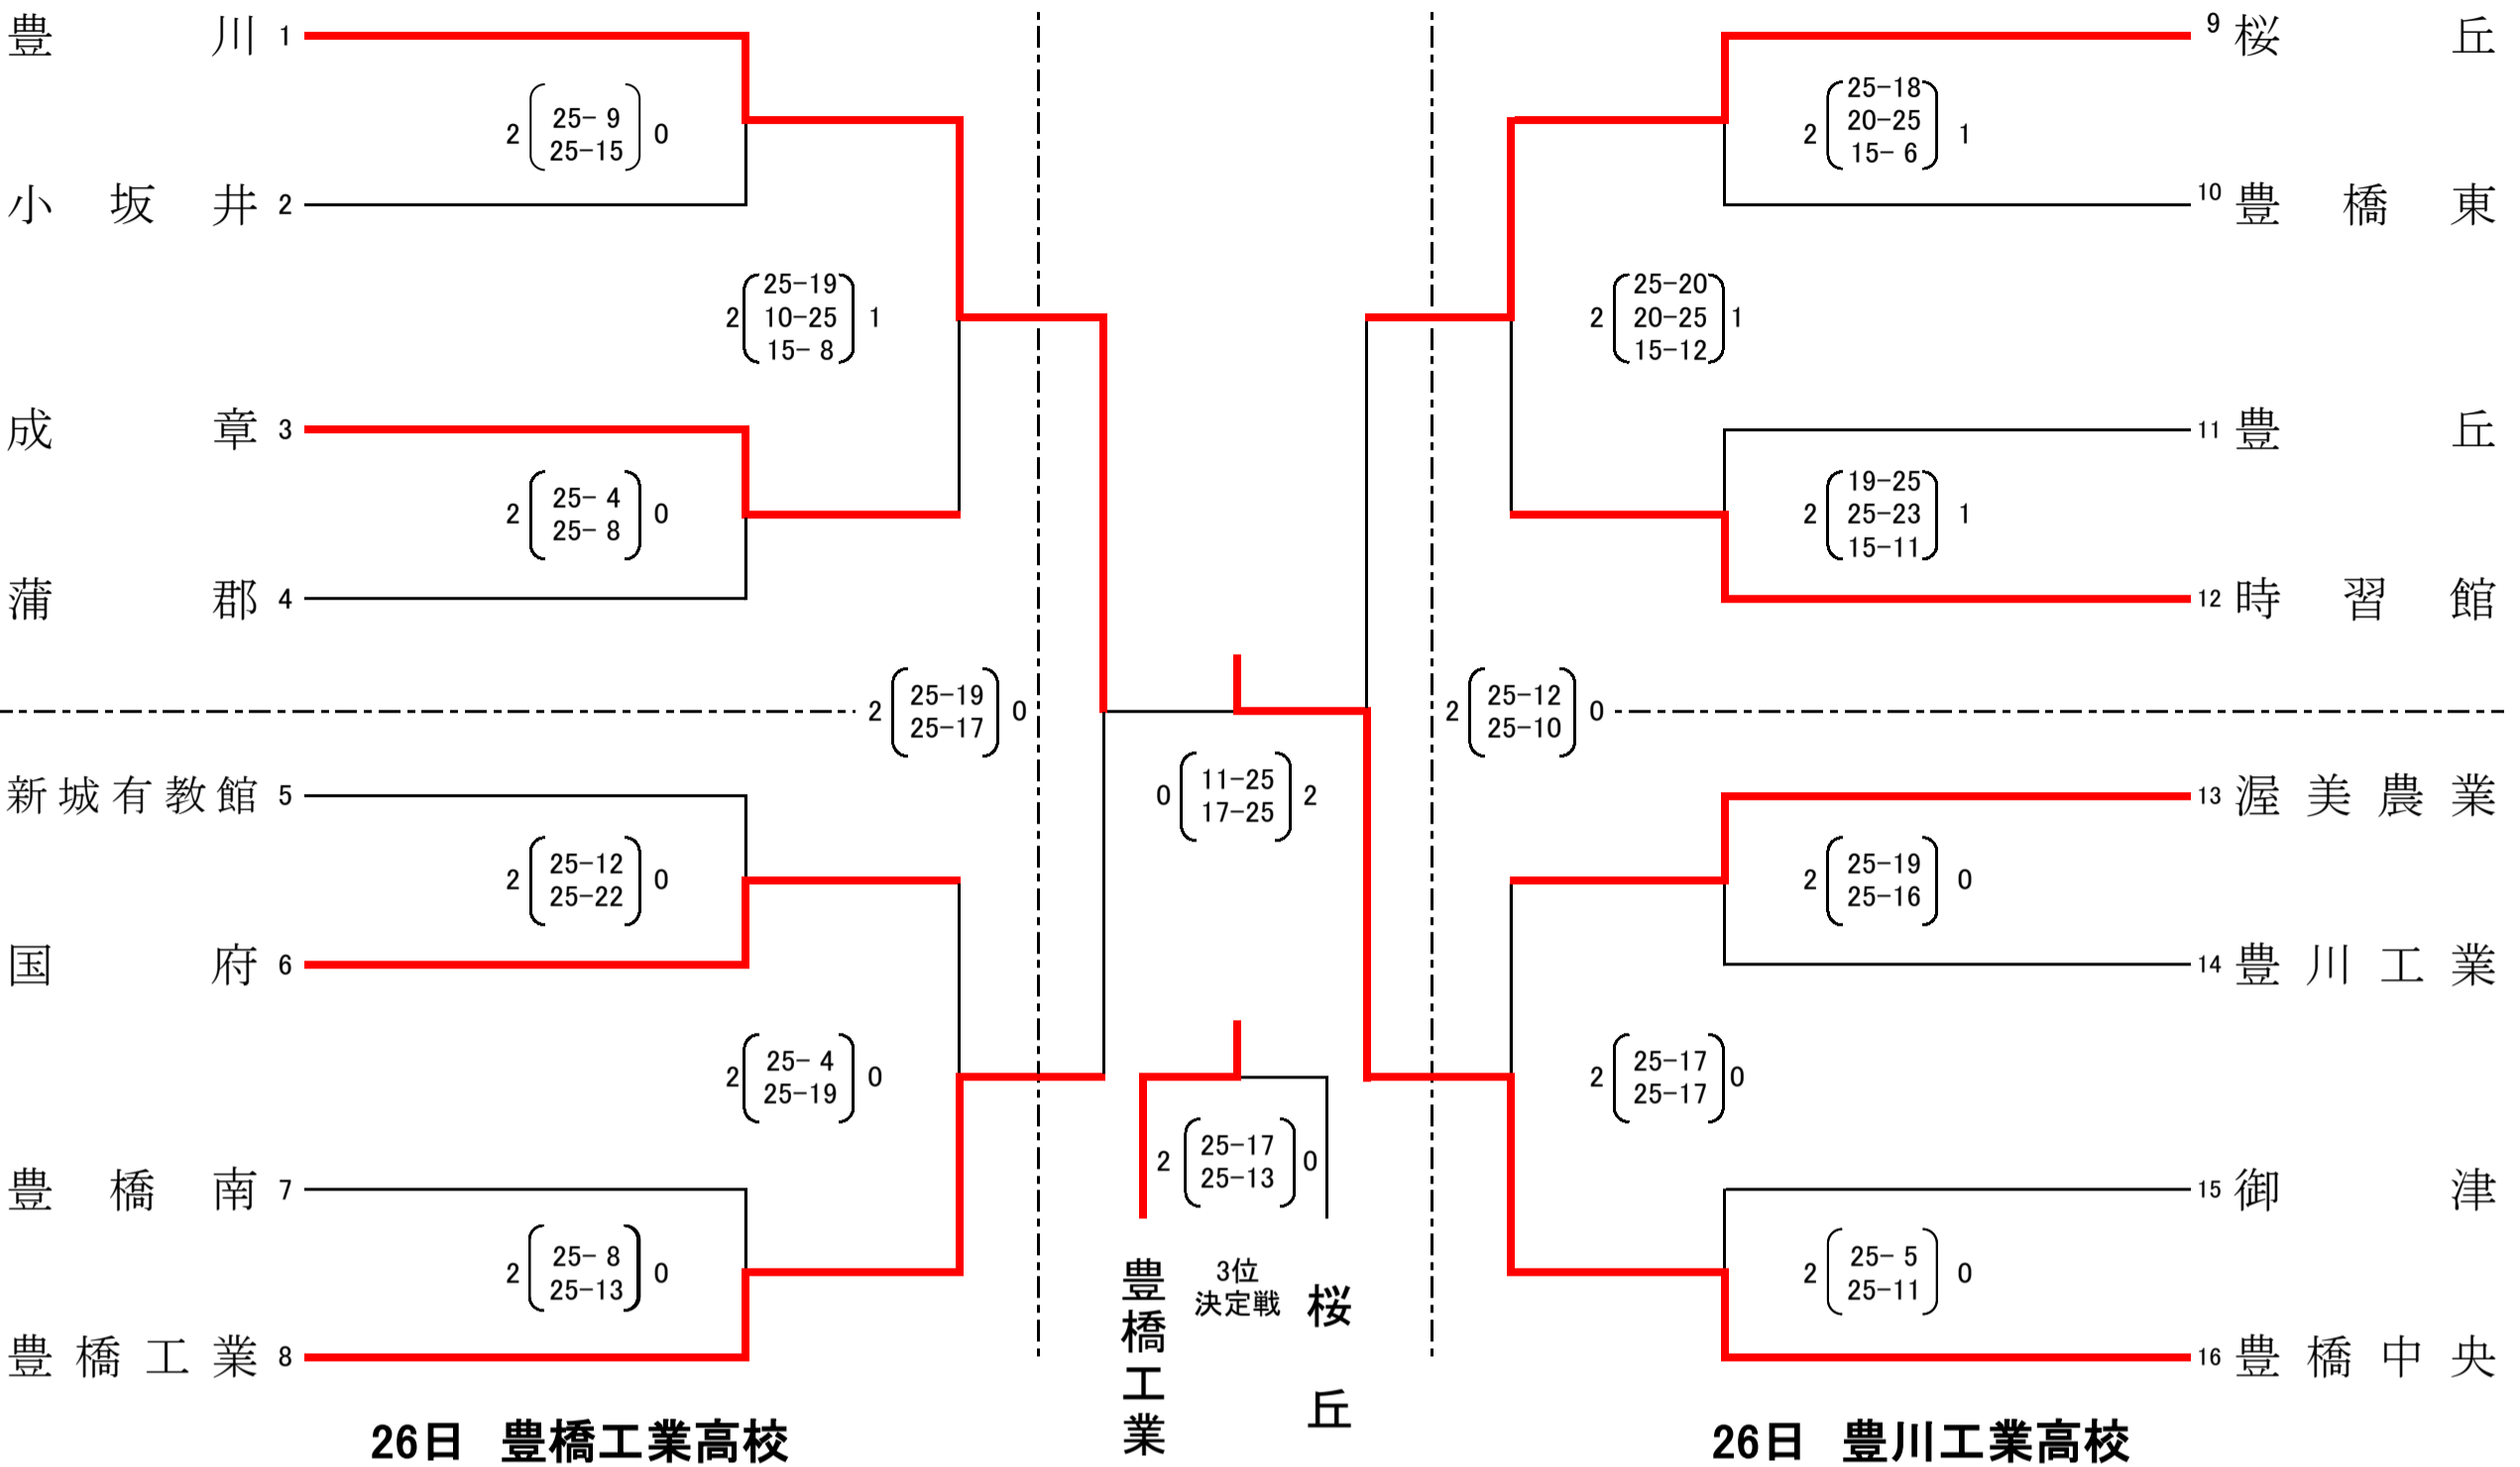 豊川 1
2 25- 9 0
25-15
小坂井 2
2 25-19 1
10-25
15- 8
成章 3
2 25- 4 0
25- 8
蒲郡 4
2 25-19 0
25-17
新城有教館 5
2 25-12 0
25-22
国府 6
2 25- 4 0
25-19
豊橋南 7
2 25- 8 0
25-13
豊橋工業 8
26日 豊橋工業高校
0 11-25 2
17-25
2 25-17 0
25-13
豊橋工業
3位
決定戦
桜丘
9 桜丘
25-18
2 20-25 1
15- 6
10 豊橋東
25-20
2 20-25 1
15-12
11 豊丘
19-25
2 25-23 1
15-11
12 時習館
2 25-12 0
25-10
13 渥美農業
2 25-19 0
25-16
14 豊川工業
2 25-17 0
25-17
15 御津
2 25- 5 0
25-11
16 豊橋中央
26日 豊川工業高校